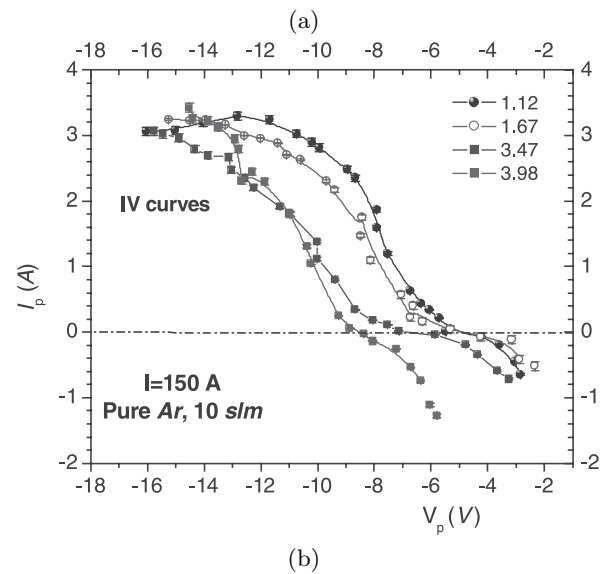 (a)
-18 -16 -14 -12 -10 -8 -6 -4 -2
4 4
3 3
2 2
1 1
0 0
-1 -1
-2 -2
1.12
1.67
3.47
3.98
IV curves
I=150 A
Pure Ar, 10 slm
I_p (A)
-18 -16 -14 -12 -10 -8 -6 -4 -2
V_p (V)
(b)